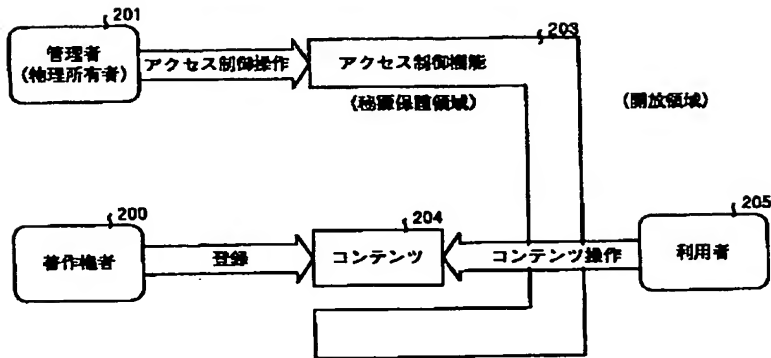 201
203
管理者
(物理所有者)
アクセス制御操作
アクセス制御機能
(秘匿保護領域)
(開放領域)
200
204
205
著作権者
登録
コンテンツ
コンテンツ操作
利用者